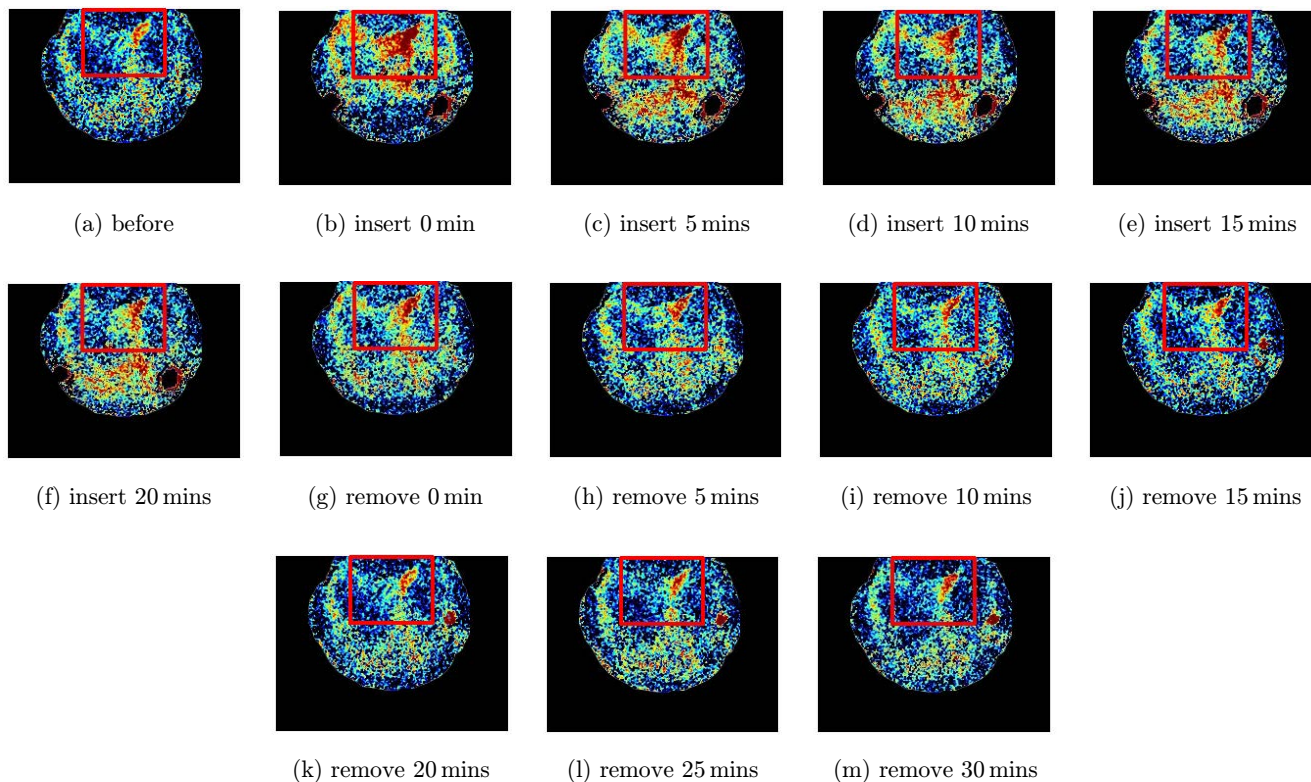 (a) before
(b) insert 0 min
(c) insert 5 mins
(d) insert 10 mins
(e) insert 15 mins
(f) insert 20 mins
(g) remove 0 min
(h) remove 5 mins
(i) remove 10 mins
(j) remove 15 mins
(k) remove 20 mins
(l) remove 25 mins
(m) remove 30 mins